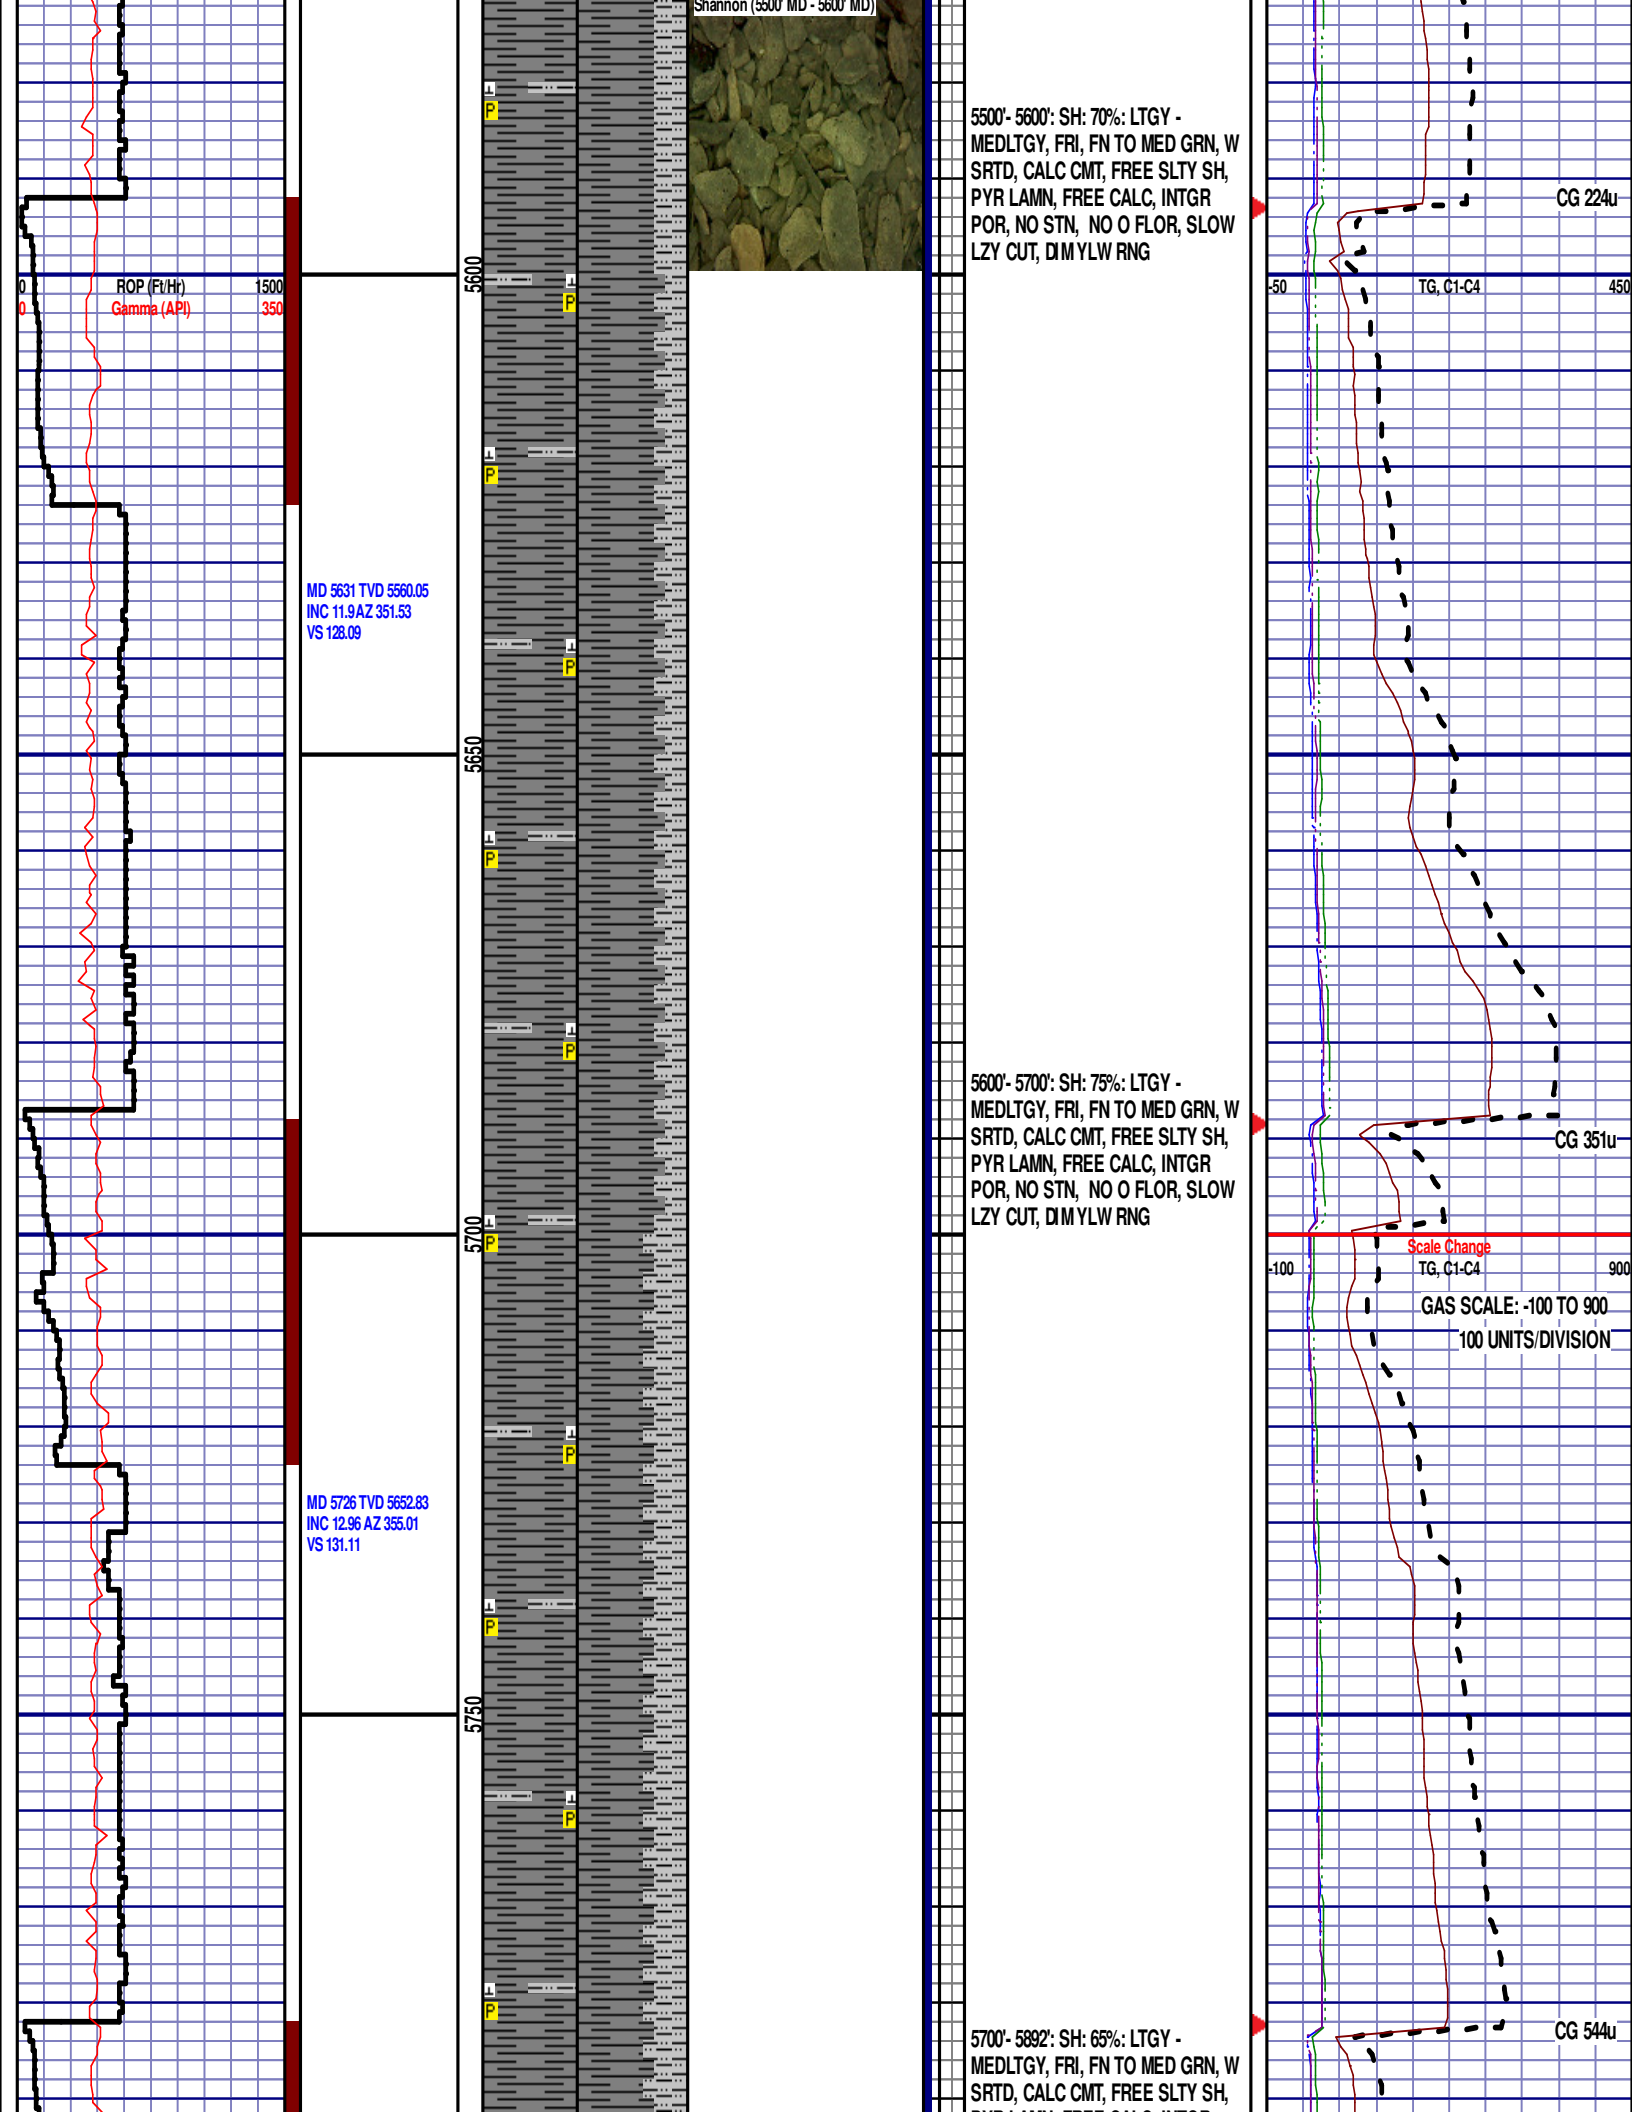 Shannon (5500' MD - 5600' MD)
5500'- 5600': SH: 70%: LTGY -
MEDLTGY, FRI, FN TO MED GRN, W
SRTD, CALC CMT, FREE SLTY SH,
PYR LAMN, FREE CALC, INTGR
POR, NO STN, NO O FLOR, SLOW
LZY CUT, DIM YLW RNG
CG 224u
5600
0 ROP (Ft/Hr) 1500
0 Gamma (API) 350
-50 TG, C1-C4 450
P
P
P
MD 5631 TVD 5560.05
INC 11.9 AZ 351.53
VS 128.09
P
5650
P
P
5600'- 5700': SH: 75%: LTGY -
MEDLTGY, FRI, FN TO MED GRN, W
SRTD, CALC CMT, FREE SLTY SH,
PYR LAMN, FREE CALC, INTGR
POR, NO STN, NO O FLOR, SLOW
LZY CUT, DIM YLW RNG
CG 351u
5700
P
Scale Change
-100 TG, C1-C4 900
GAS SCALE: -100 TO 900
100 UNITS/DIVISION
P
MD 5726 TVD 5652.83
INC 12.96 AZ 355.01
VS 131.11
P
5750
P
P
5700'- 5892': SH: 65%: LTGY -
MEDLTGY, FRI, FN TO MED GRN, W
SRTD, CALC CMT, FREE SLTY SH,
PYR LAMN, FREE CALC, INTGR
CG 544u